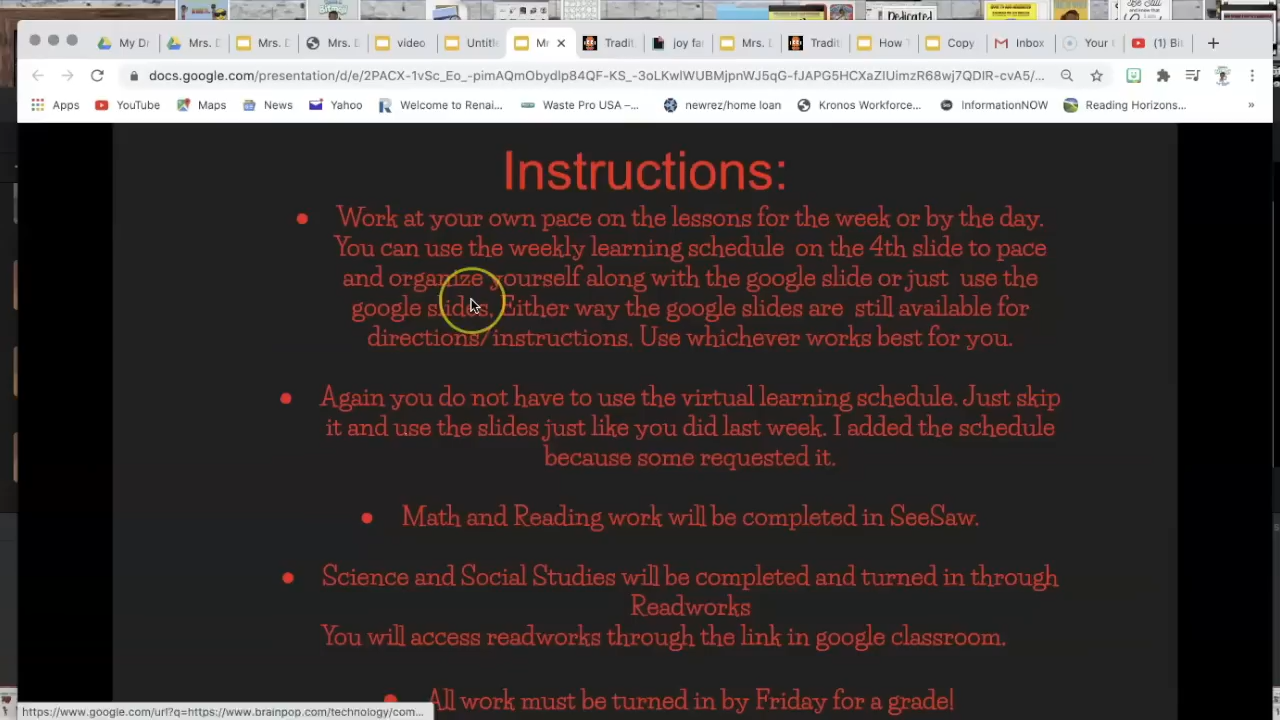 Dedicated
My Dr
Mrs. D
Mrs. D
Mrs. D
video
Untitl
Mr
Tradit
joy fa
Mrs. D
Tradit
How T
Copy
Inbox
Your
(1) Bi
docs.google.com/presentation/d/e/2PACX-1vSc_Eo_-pimAQmObydlp84QF-KS_-3oLKwlWUBMjpnWJ5qG-fJAPG5HCXaZlUimzR68wj7QDlR-cvA5/...
Apps
YouTube
Maps
News
Yahoo
Welcome to Renai...
Waste Pro USA –...
newrez/home loan
Kronos Workforce...
InformationNOW
Reading Horizons...
»
Instructions:
● Work at your own pace on the lessons for the week or by the day.
You can use the weekly learning schedule on the 4th slide to pace
and organize yourself along with the google slide or just use the
google slides. Either way the google slides are still available for
directions/instructions. Use whichever works best for you.
● Again you do not have to use the virtual learning schedule. Just skip
it and use the slides just like you did last week. I added the schedule
because some requested it.
● Math and Reading work will be completed in SeeSaw.
● Science and Social Studies will be completed and turned in through
Readworks
You will access readworks through the link in google classroom.
● All work must be turned in by Friday for a grade!
https://www.google.com/url?q=https://www.brainpop.com/technology/com...